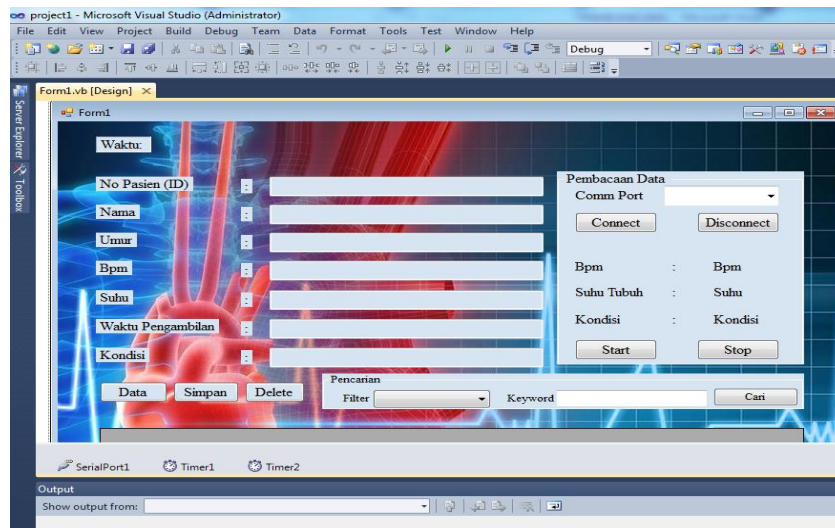 project1 - Microsoft Visual Studio (Administrator)
File Edit View Project Build Debug Team Data Format Tools Test Window Help
Debug
Form1.vb [Design]
Server Explorer
Toolbox
Form1
Waktu:
No Pasien (ID) :
Nama :
Umur :
Bpm :
Suhu :
Waktu Pengambilan :
Kondisi :
Pembacaan Data
Comm Port
Connect Disconnect
Bpm : Bpm
Suhu Tubuh : Suhu
Kondisi : Kondisi
Start Stop
Data Simpan Delete
Pencarian
Filter Keyword Cari
SerialPort1 Timer1 Timer2
Output
Show output from: